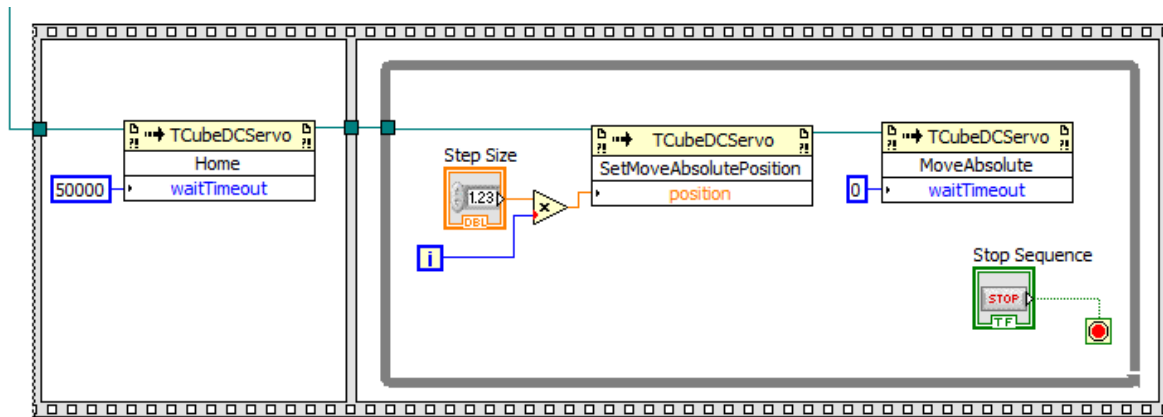 TCubeDCServo
Home
50000
waitTimeout
Step Size
1.23
DBL
i
TCubeDCServo
SetMoveAbsolutePosition
position
TCubeDCServo
MoveAbsolute
0
waitTimeout
Stop Sequence
STOP
TF